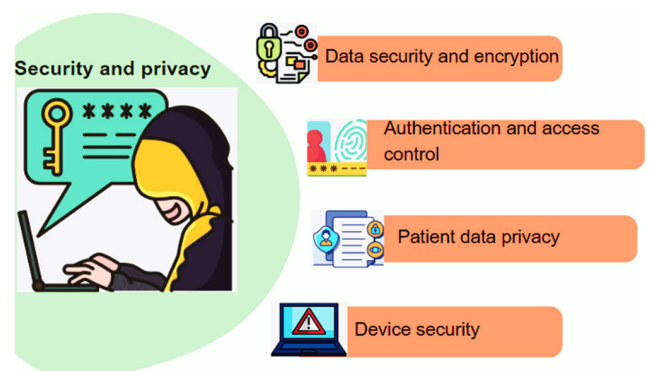 Security and privacy
****
Data security and encryption
Authentication and access
control
***---
Patient data privacy
Device security